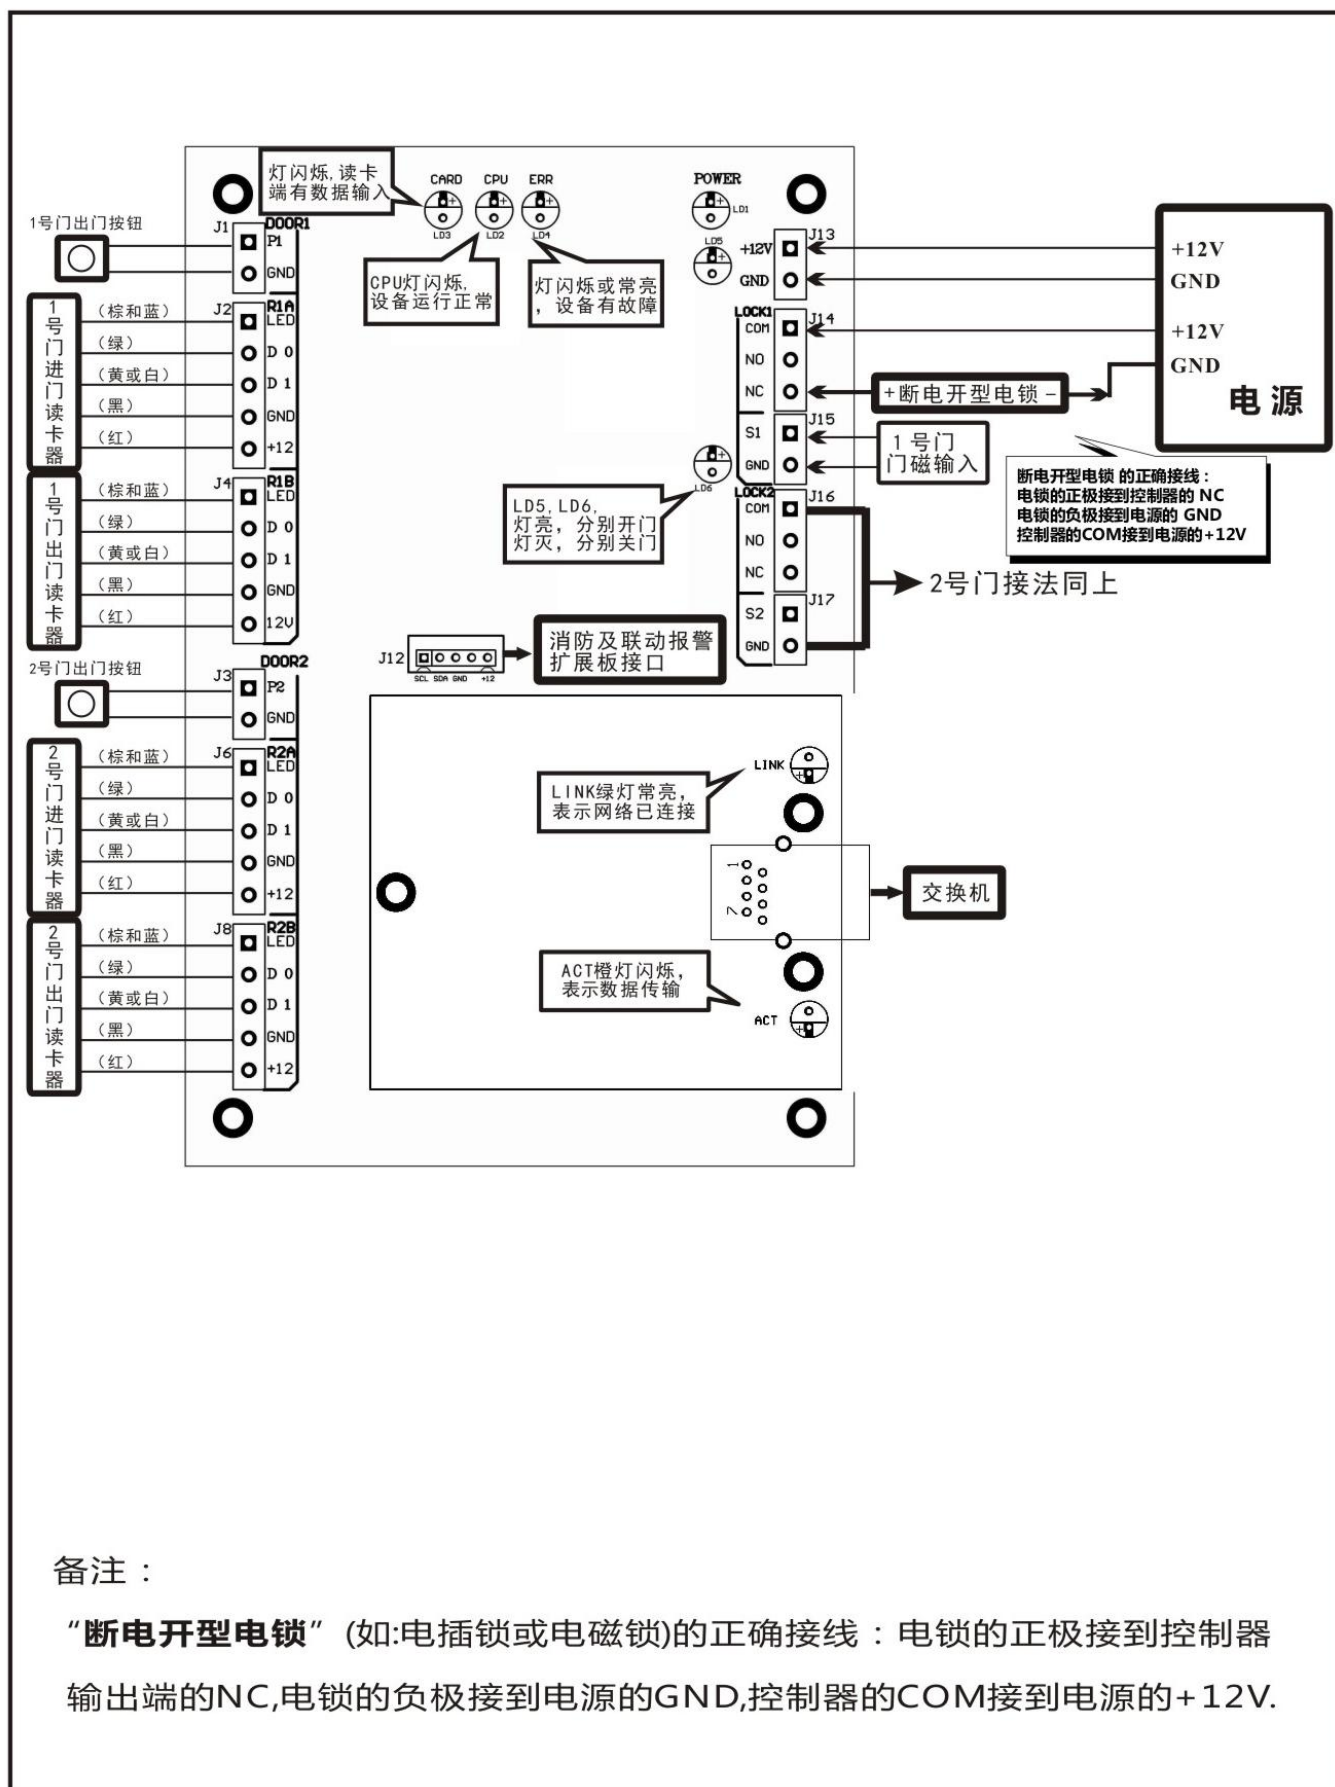 灯闪烁,读卡
端有数据输入
CARD
CPU
ERR
LD3
LD2
LD4
POWER
LD1
LD5
CPU灯闪烁,
设备运行正常
灯闪烁或常亮
，设备有故障
1号门出门按钮
J1
DOOR1
P1
GND
1号门进门读卡器
J2
R1A
（棕和蓝）
LED
（绿）
D 0
（黄或白）
D 1
（黑）
GND
（红）
+12
1号门出门读卡器
J4
R1B
（棕和蓝）
LED
（绿）
D 0
（黄或白）
D 1
（黑）
GND
（红）
12V
2号门出门按钮
DOOR2
J3
P2
GND
2号门进门读卡器
J6
R2A
（棕和蓝）
LED
（绿）
D 0
（黄或白）
D 1
（黑）
GND
（红）
+12
2号门出门读卡器
J8
R2B
（棕和蓝）
LED
（绿）
D 0
（黄或白）
D 1
（黑）
GND
（红）
+12
J13
+12V
GND
LOCK1
J14
COM
NO
NC
J15
S1
GND
LD6
LOCK2
J16
COM
NO
NC
J17
S2
GND
+12V
GND
+12V
GND
电源
+断电开型电锁-
1号门
门磁输入
断电开型电锁 的正确接线：
电锁的正极接到控制器的 NC
电锁的负极接到电源的 GND
控制器的COM接到电源的+12V
LD5,LD6,
灯亮，分别开门
灯灭，分别关门
2号门接法同上
J12
SCL SDA GND +12
消防及联动报警
扩展板接口
LINK绿灯常亮，
表示网络已连接
LINK
1
7
交换机
ACT橙灯闪烁，
表示数据传输
ACT
备注：
“断电开型电锁”(如:电插锁或电磁锁)的正确接线：电锁的正极接到控制器
输出端的NC,电锁的负极接到电源的GND,控制器的COM接到电源的+12V.